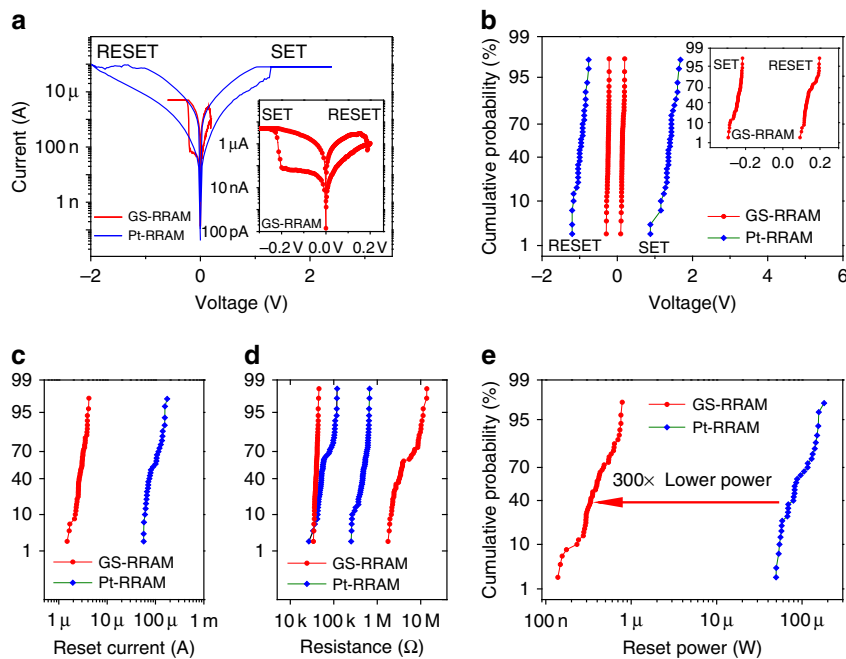 a
RESET
SET
Current (A)
10 μ
100 n
1 n
SET
RESET
1 μA
10 nA
100 pA
GS-RRAM
−0.2 V
0.0 V
0.2 V
GS-RRAM
Pt-RRAM
−2
0
2
Voltage (V)
b
Cumulative probability (%)
99
95
70
40
10
1
RESET
SET
GS-RRAM
Pt-RRAM
99
95
70
40
10
1
SET
RESET
GS-RRAM
−0.2
0.0
0.2
−2
0
2
4
6
Voltage(V)
c
99
95
70
40
10
1
GS-RRAM
Pt-RRAM
1 μ
100 μ
1 m
Reset current (A)
d
99
95
70
40
10
1
GS-RRAM
Pt-RRAM
10 k
100 k
1 M
10 M
Resistance (Ω)
e
Cumulative probability (%)
99
95
70
40
10
1
GS-RRAM
Pt-RRAM
300× Lower power
100 n
1 μ
10 μ
100 μ
Reset power (W)